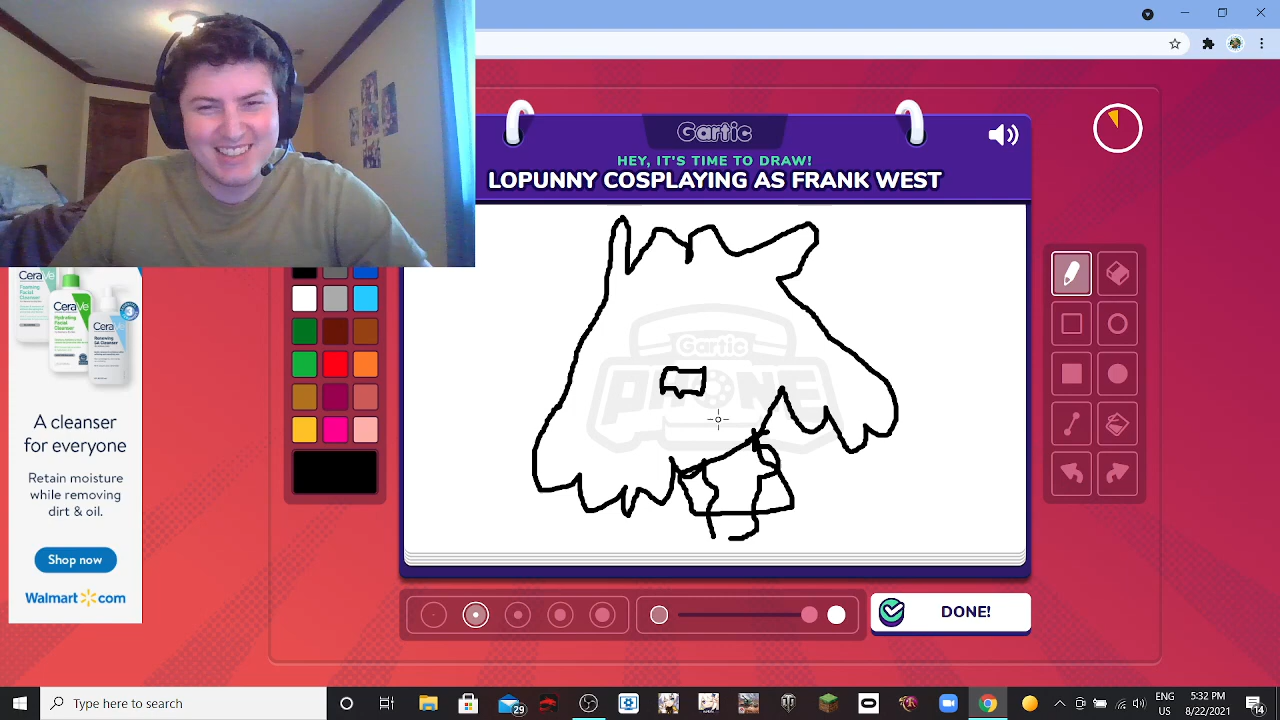 Gartic
HEY, IT'S TIME TO DRAW!
LOPUNNY COSPLAYING AS FRANK WEST
Gartic
PHONE
CeraVe
CeraVe
CeraVe
A cleanser
for everyone
Retain moisture
while removing
dirt & oil.
Shop now
Walmart.com
DONE!
Type here to search
29
ENG
US
5:32 PM
8/22/2021
14